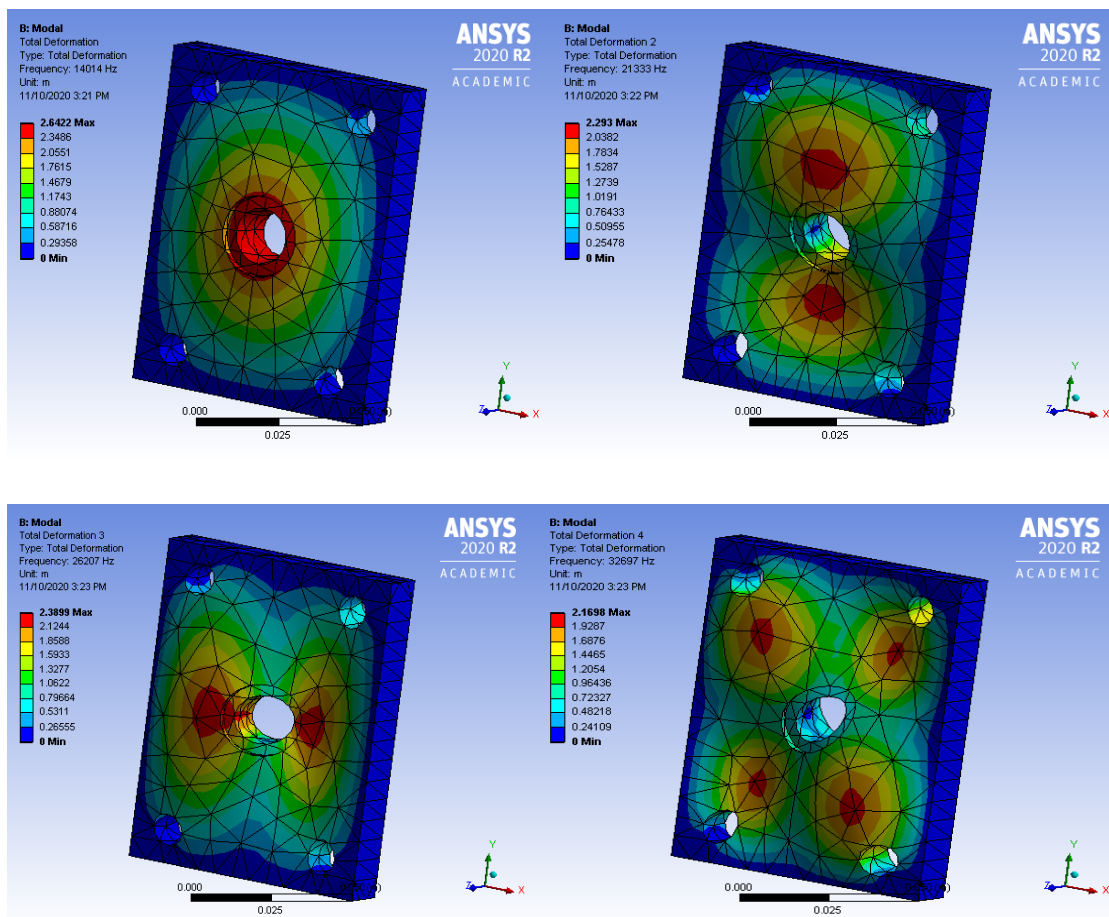 B: Modal
Total Deformation
Type: Total Deformation
Frequency: 14014 Hz
Unit: m
11/10/2020 3:21 PM
2.6422 Max
2.3486
2.0551
1.7615
1.4679
1.1743
0.88074
0.58716
0.29358
0 Min
ANSYS
2020 R2
ACADEMIC
0.000
0.025
Y
Z
X
B: Modal
Total Deformation 2
Type: Total Deformation
Frequency: 21333 Hz
Unit: m
11/10/2020 3:22 PM
2.293 Max
2.0382
1.7834
1.5287
1.2739
1.0191
0.76433
0.50955
0.25478
0 Min
ANSYS
2020 R2
ACADEMIC
0.000
0.025
Y
Z
X
B: Modal
Total Deformation 3
Type: Total Deformation
Frequency: 26207 Hz
Unit: m
11/10/2020 3:23 PM
2.3899 Max
2.1244
1.8588
1.5933
1.3277
1.0622
0.79664
0.5311
0.26555
0 Min
ANSYS
2020 R2
ACADEMIC
0.000
0.025
Y
Z
X
B: Modal
Total Deformation 4
Type: Total Deformation
Frequency: 32697 Hz
Unit: m
11/10/2020 3:23 PM
2.1698 Max
1.9287
1.6876
1.4465
1.2054
0.96436
0.72327
0.48218
0.24109
0 Min
ANSYS
2020 R2
ACADEMIC
0.000
0.025
Y
Z
X